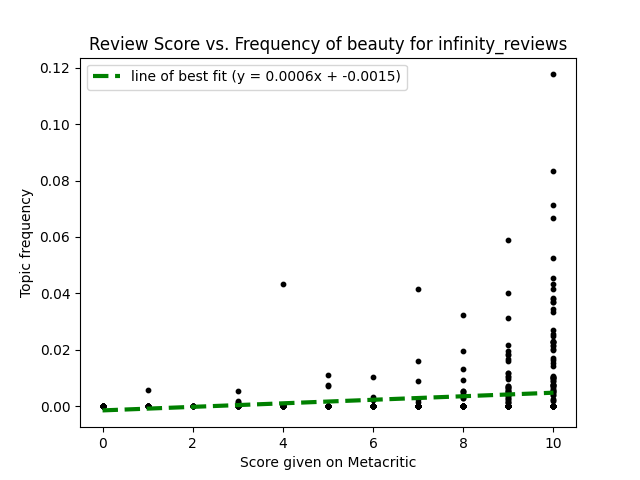 Review Score vs. Frequency of beauty for infinity_reviews
line of best fit (y = 0.0006x + -0.0015)
Topic frequency
0.12
0.10
0.08
0.06
0.04
0.02
0.00
0 2 4 6 8 10
Score given on Metacritic